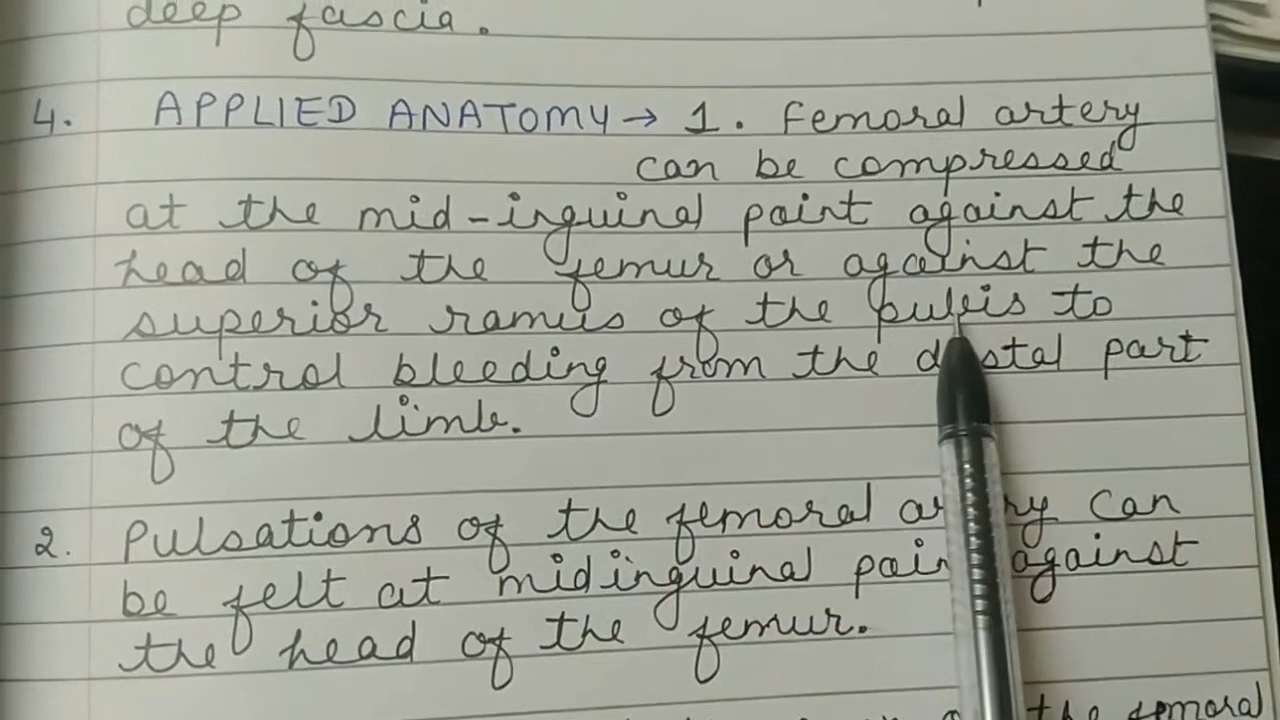 deep fascia.
4. APPLIED ANATOMY → 1. Femoral artery
can be compressed
at the mid-inguinal point against the
head of the femur or against the
superior ramus of the pubis to
control bleeding from the distal part
of the limb.
2. Pulsations of the femoral artery can
be felt at midinguinal point against
the head of the femur.
the femoral